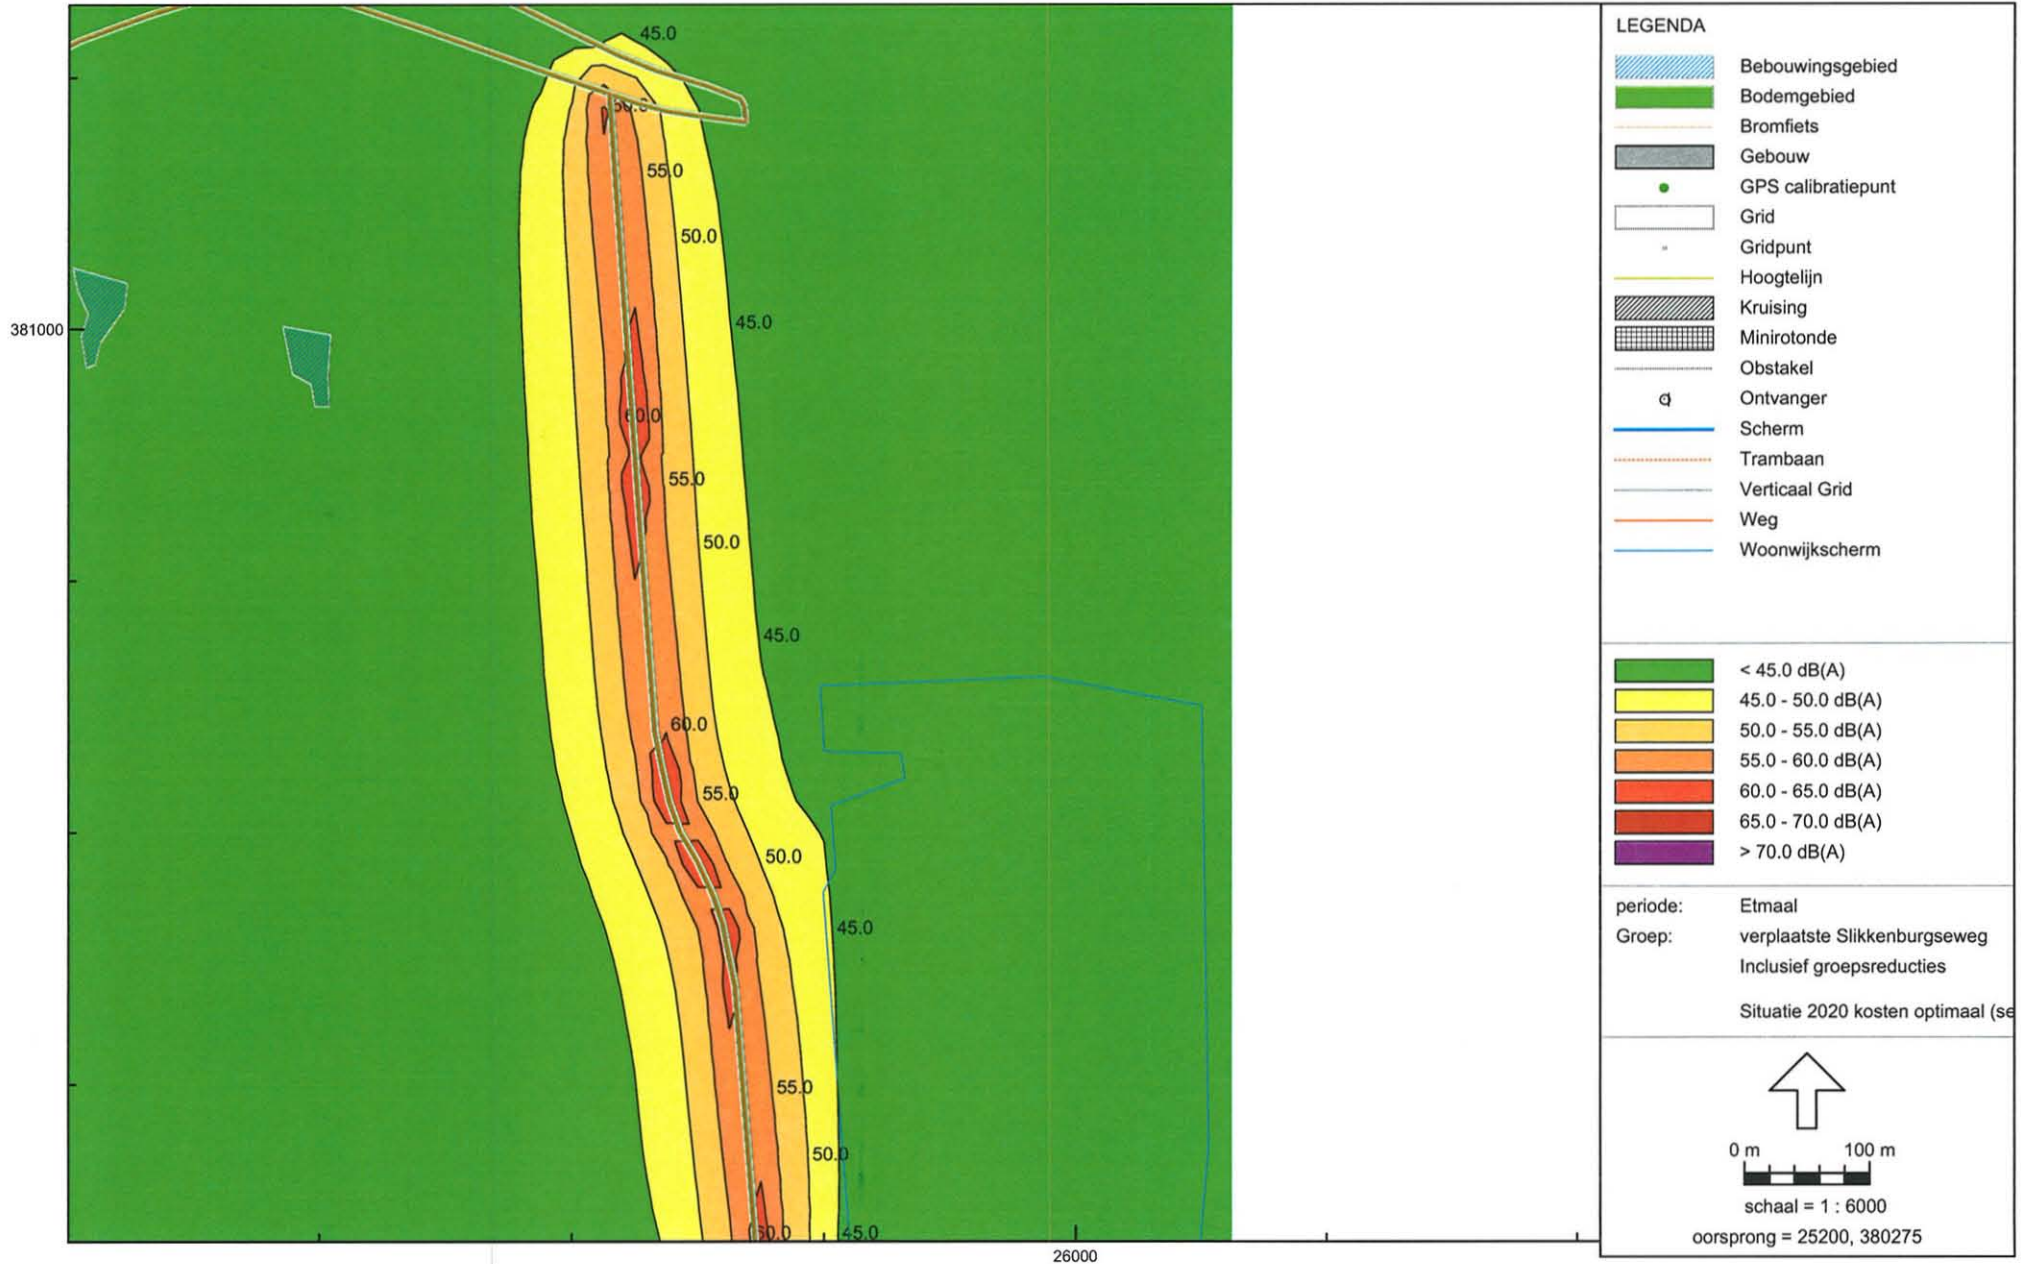 45.0
60.0
55.0
50.0
381000
45.0
60.0
55.0
50.0
45.0
60.0
55.0
50.0
45.0
55.0
50.0
60.0
45.0
26000
LEGENDA
Bebouwingsgebied
Bodemgebied
Bromfiets
Gebouw
GPS calibratiepunt
Grid
Gridpunt
Hoogtelijn
Kruising
Minirotonde
Obstakel
Ontvanger
Scherm
Trambaan
Verticaal Grid
Weg
Woonwijkscherm
< 45.0 dB(A)
45.0 - 50.0 dB(A)
50.0 - 55.0 dB(A)
55.0 - 60.0 dB(A)
60.0 - 65.0 dB(A)
65.0 - 70.0 dB(A)
> 70.0 dB(A)
periode: Etmaal
Groep: verplaatste Slikkenburgseweg
Inclusief groepsreducties
Situatie 2020 kosten optimaal (se
0 m 100 m
schaal = 1 : 6000
oorsprong = 25200, 380275